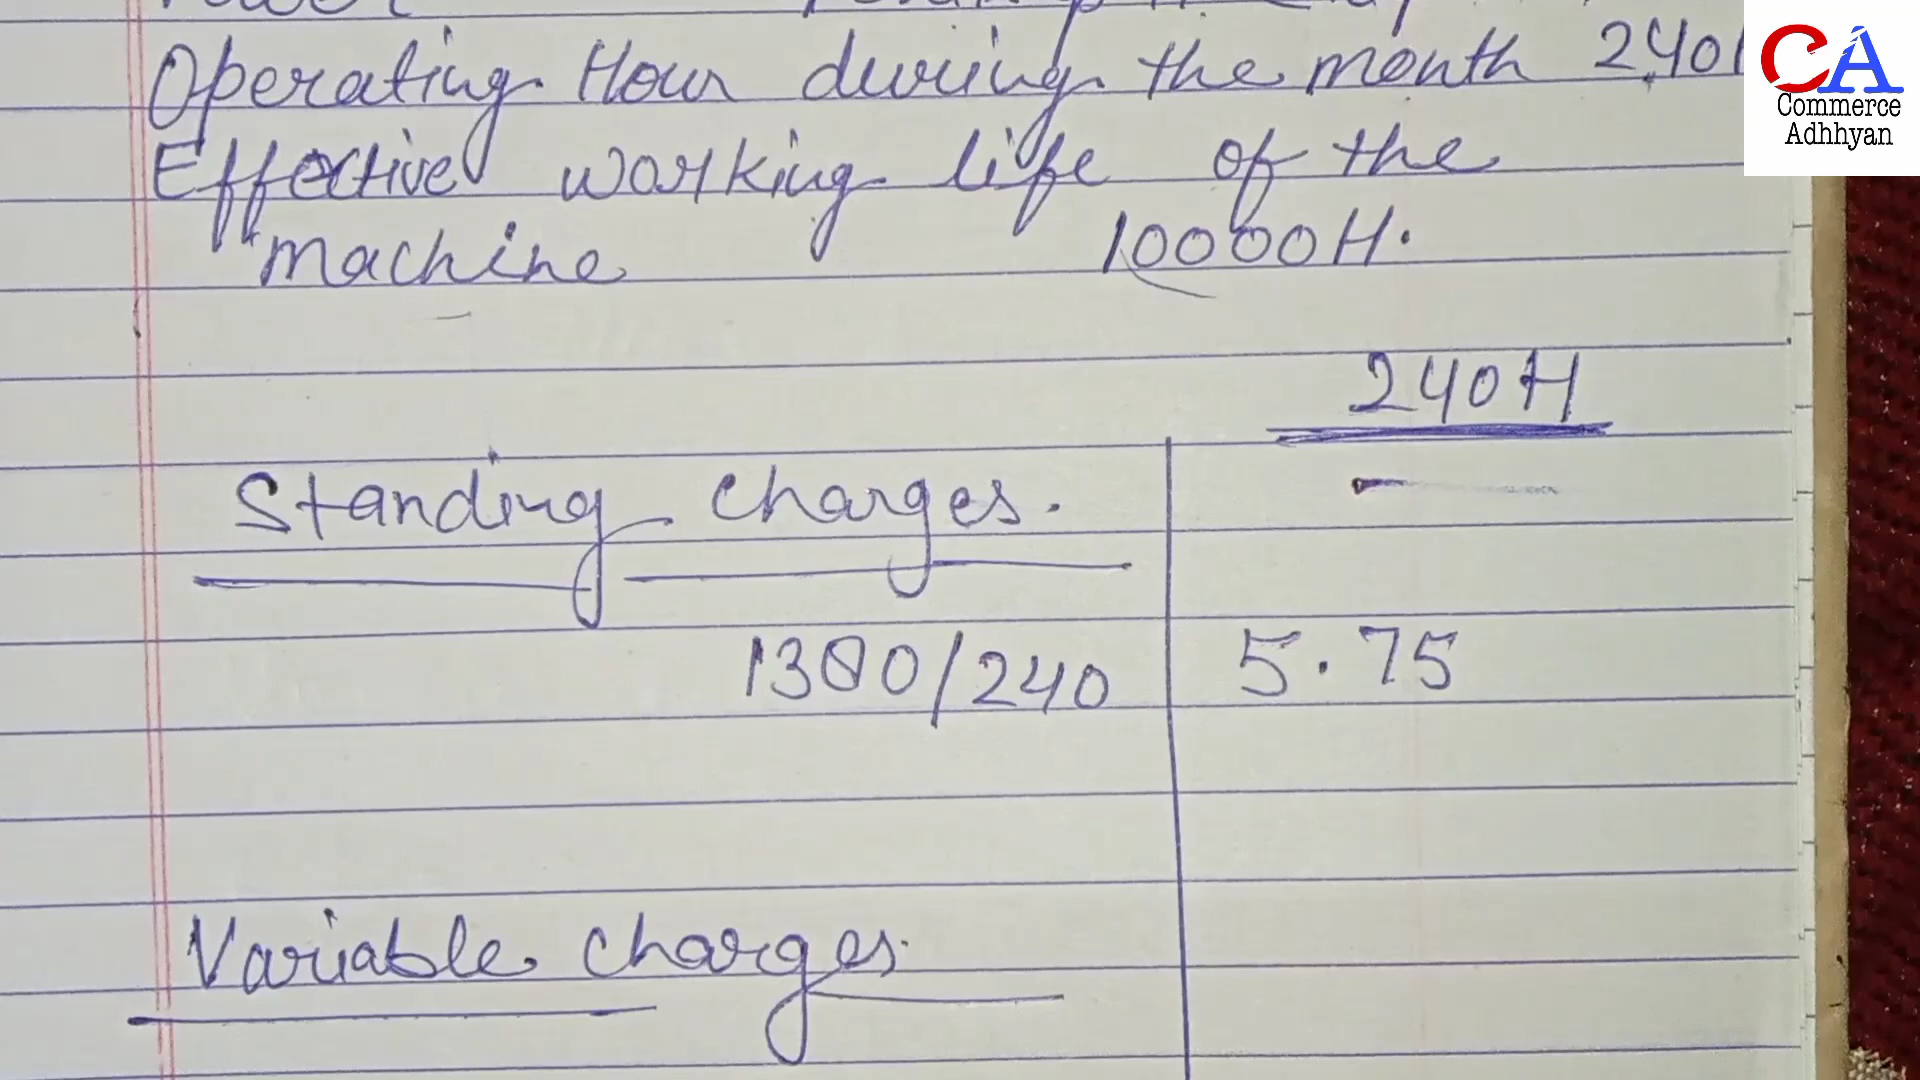 Operating Hour during the month 240
Effective working life of the
machine 10000H.
240H
Standing charges.
1380/240 5.75
Variable charges.
CA
Commerce
Adhhyan